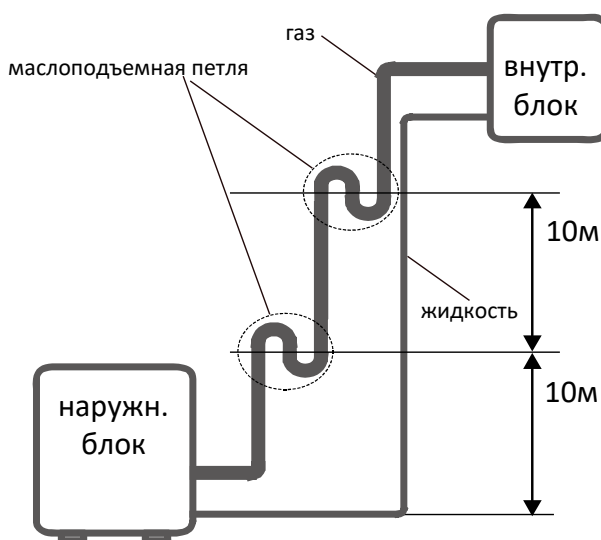 газ
маслоподъемная петля
внутр.
блок
10м
жидкость
10м
наружн.
блок